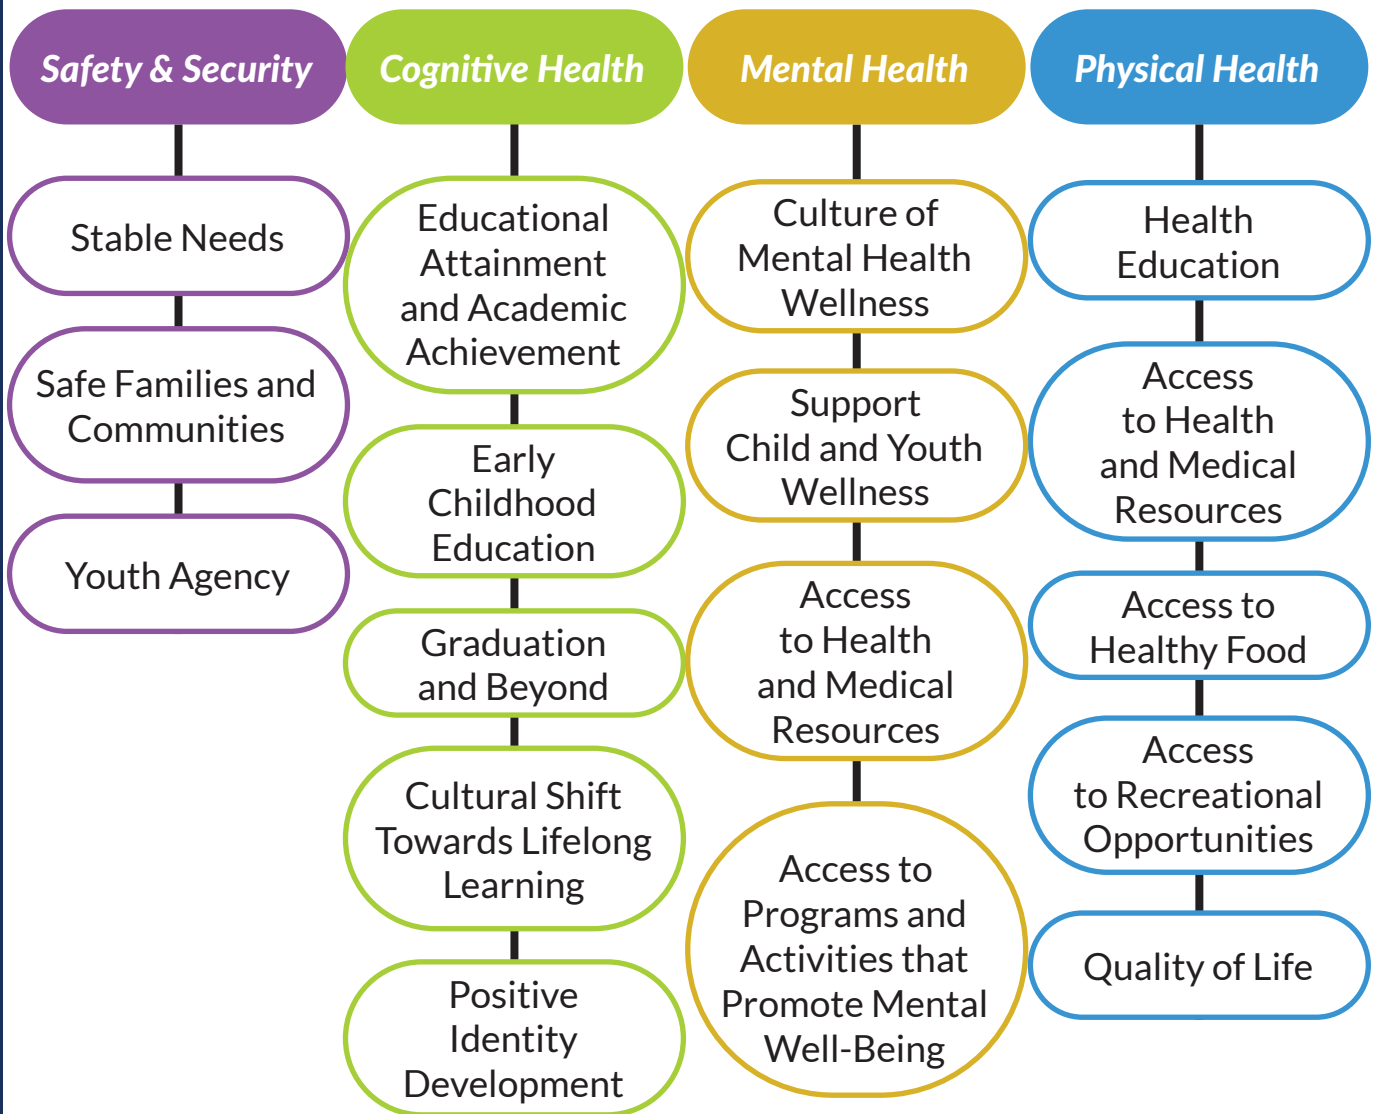 Safety & Security
Stable Needs
Safe Families and
Communities
Youth Agency
Cognitive Health
Educational
Attainment
and Academic
Achievement
Early
Childhood
Education
Graduation
and Beyond
Cultural Shift
Towards Lifelong
Learning
Positive
Identity
Development
Mental Health
Culture of
Mental Health
Wellness
Support
Child and Youth
Wellness
Access
to Health
and Medical
Resources
Access to
Programs and
Activities that
Promote Mental
Well-Being
Physical Health
Health
Education
Access
to Health
and Medical
Resources
Access to
Healthy Food
Access
to Recreational
Opportunities
Quality of Life